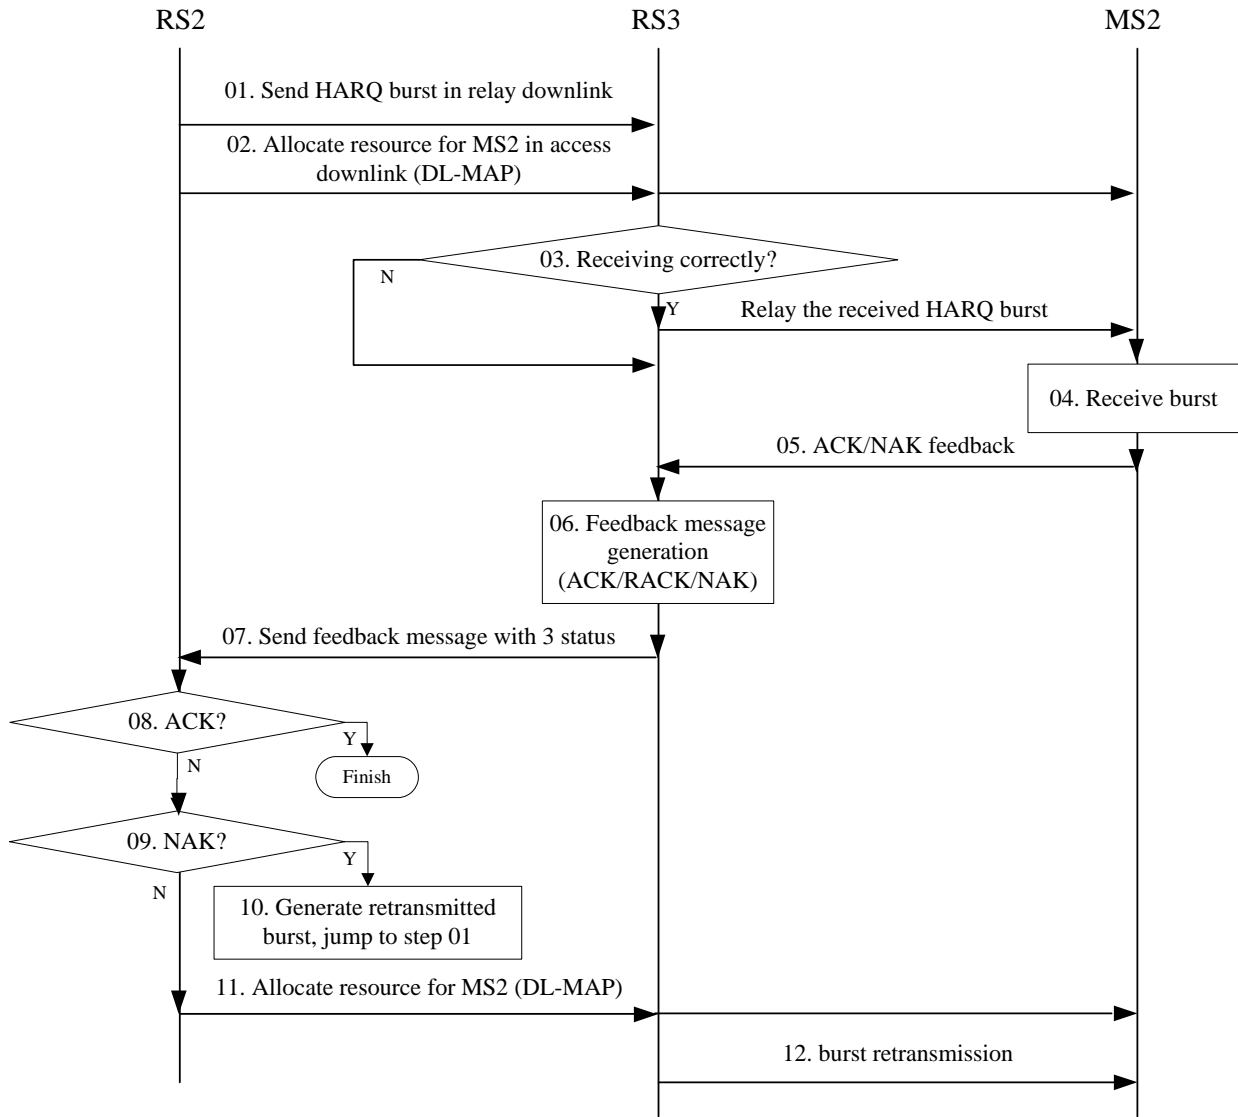 RS2
RS3
MS2
01. Send HARQ burst in relay downlink
02. Allocate resource for MS2 in access
downlink (DL-MAP)
03. Receiving correctly?
N
Y
Relay the received HARQ burst
04. Receive burst
05. ACK/NAK feedback
06. Feedback message
generation
(ACK/RACK/NAK)
07. Send feedback message with 3 status
08. ACK?
Y
N
Finish
09. NAK?
Y
N
10. Generate retransmitted
burst, jump to step 01
11. Allocate resource for MS2 (DL-MAP)
12. burst retransmission